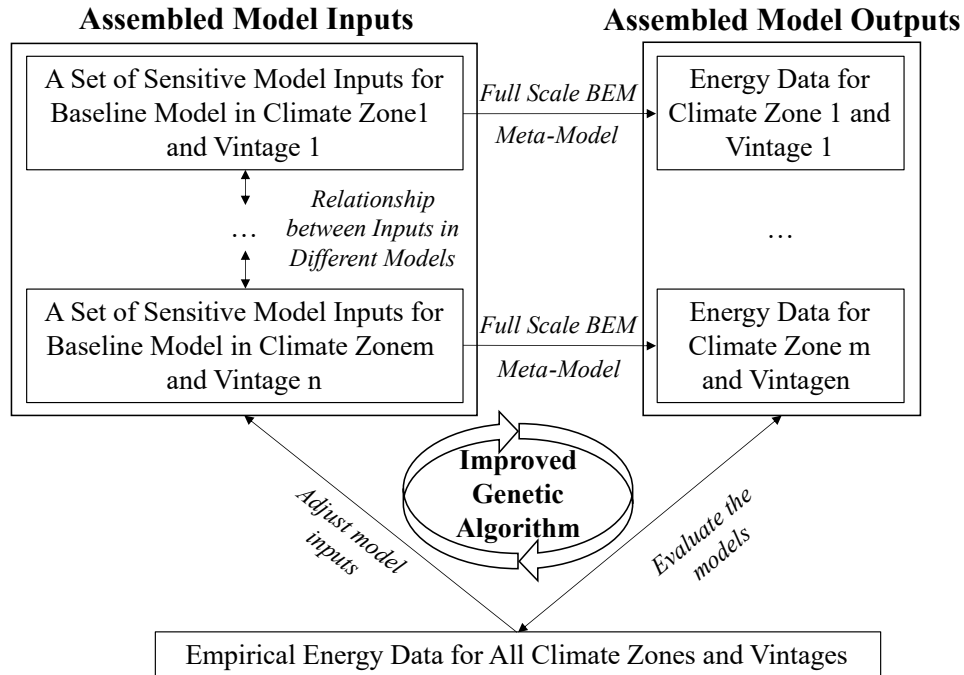 Assembled Model Inputs
Assembled Model Outputs
A Set of Sensitive Model Inputs for
Baseline Model in Climate Zone1
and Vintage 1
Full Scale BEM
Meta-Model
Energy Data for
Climate Zone 1 and
Vintage 1
Relationship
between Inputs in
Different Models
…
…
A Set of Sensitive Model Inputs for
Baseline Model in Climate Zonem
and Vintage n
Full Scale BEM
Meta-Model
Energy Data for
Climate Zone m
and Vintagen
Improved
Genetic
Algorithm
Adjust model
inputs
Evaluate the
models
Empirical Energy Data for All Climate Zones and Vintages